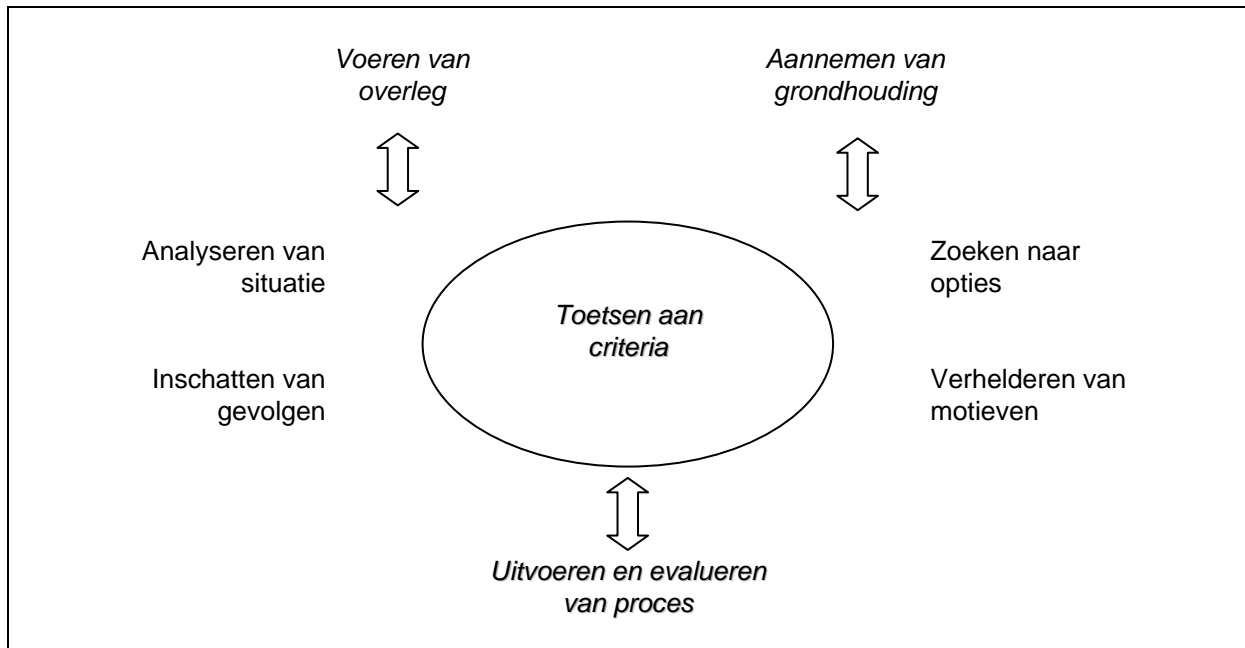 Voeren van
overleg
Aannemen van
grondhouding
Analyseren van
situatie
Zoeken naar
opties
Toetsen aan
criteria
Inschatten van
gevolgen
Verhelderen van
motieven
Uitvoeren en evalueren
van proces